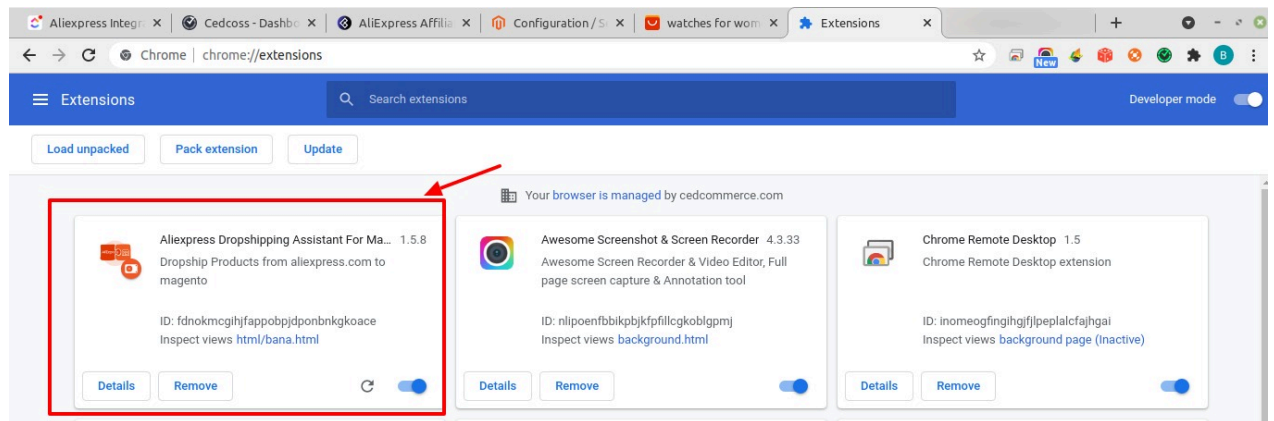 Aliexpress Integr
Cedcoss - Dashbo
AliExpress Affilia
Configuration / S
watches for wom
Extensions
Chrome | chrome://extensions
New
B
Extensions
Search extensions
Developer mode
Load unpacked
Pack extension
Update
Your browser is managed by cedcommerce.com
Aliexpress Dropshipping Assistant For Ma... 1.5.8
Dropship Products from aliexpress.com to
magento
ID: fdnokmcgihjfappobpjdponbnkgkoace
Inspect views html/bana.html
Details
Remove
Awesome Screenshot & Screen Recorder 4.3.33
Awesome Screen Recorder & Video Editor, Full
page screen capture & Annotation tool
ID: nlipoenfbbikpbjkfpfillcgkoblgpmj
Inspect views background.html
Details
Remove
Chrome Remote Desktop 1.5
Chrome Remote Desktop extension
ID: inomeogfingihgjfjlpeplalcfajhgai
Inspect views background page (Inactive)
Details
Remove